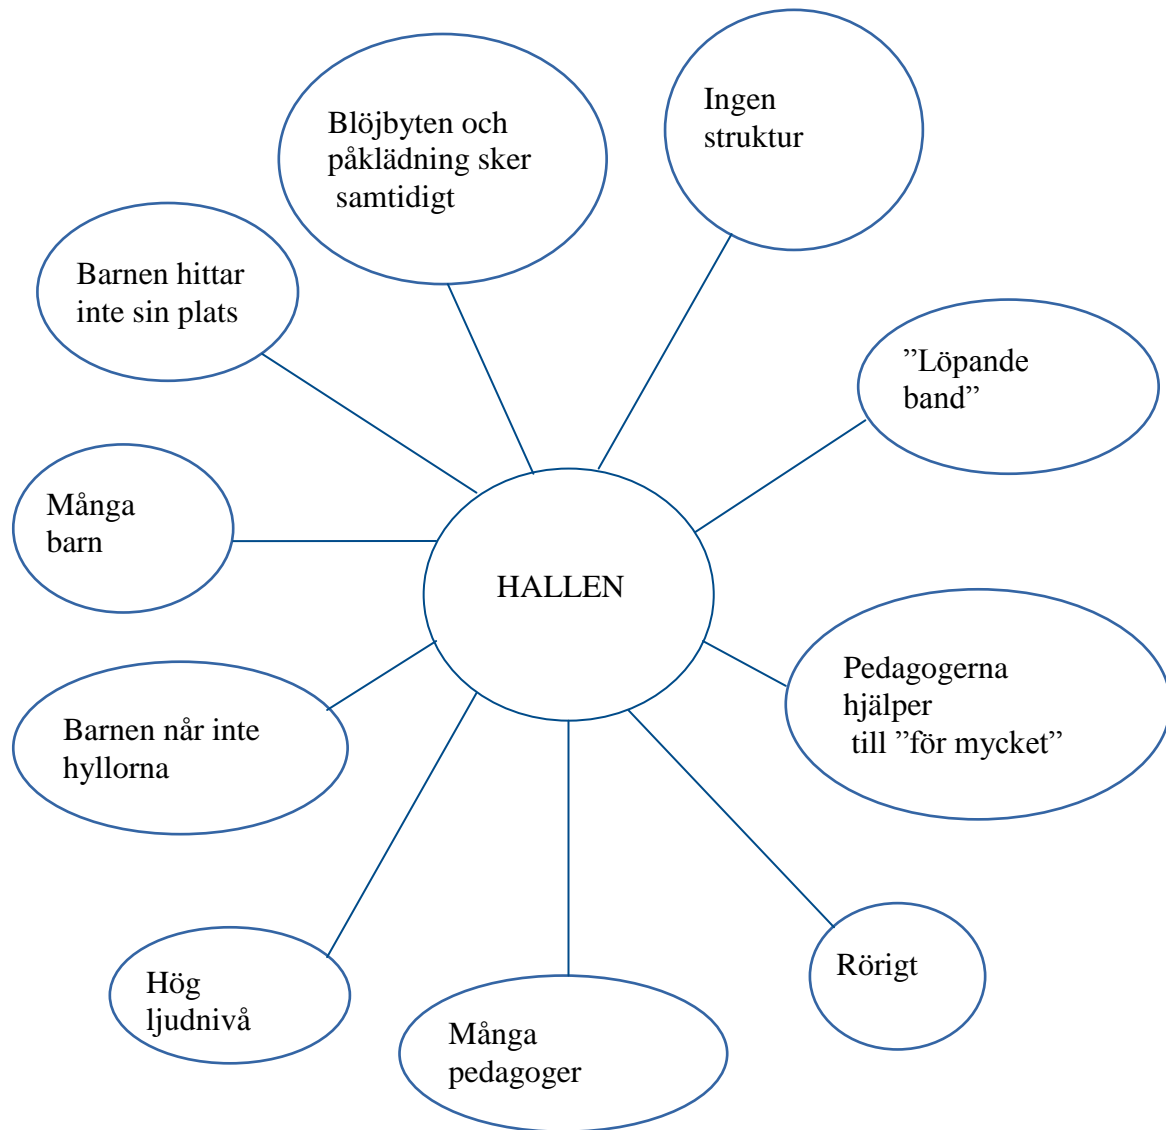 Ingen
struktur
Blöjbyten och
påklädning sker
samtidigt
Barnen hittar
inte sin plats
”Löpande
band”
Många
barn
HALLEN
Pedagogerna
hjälper
till ”för mycket”
Barnen når inte
hyllorna
Rörigt
Hög
ljudnivå
Många
pedagoger